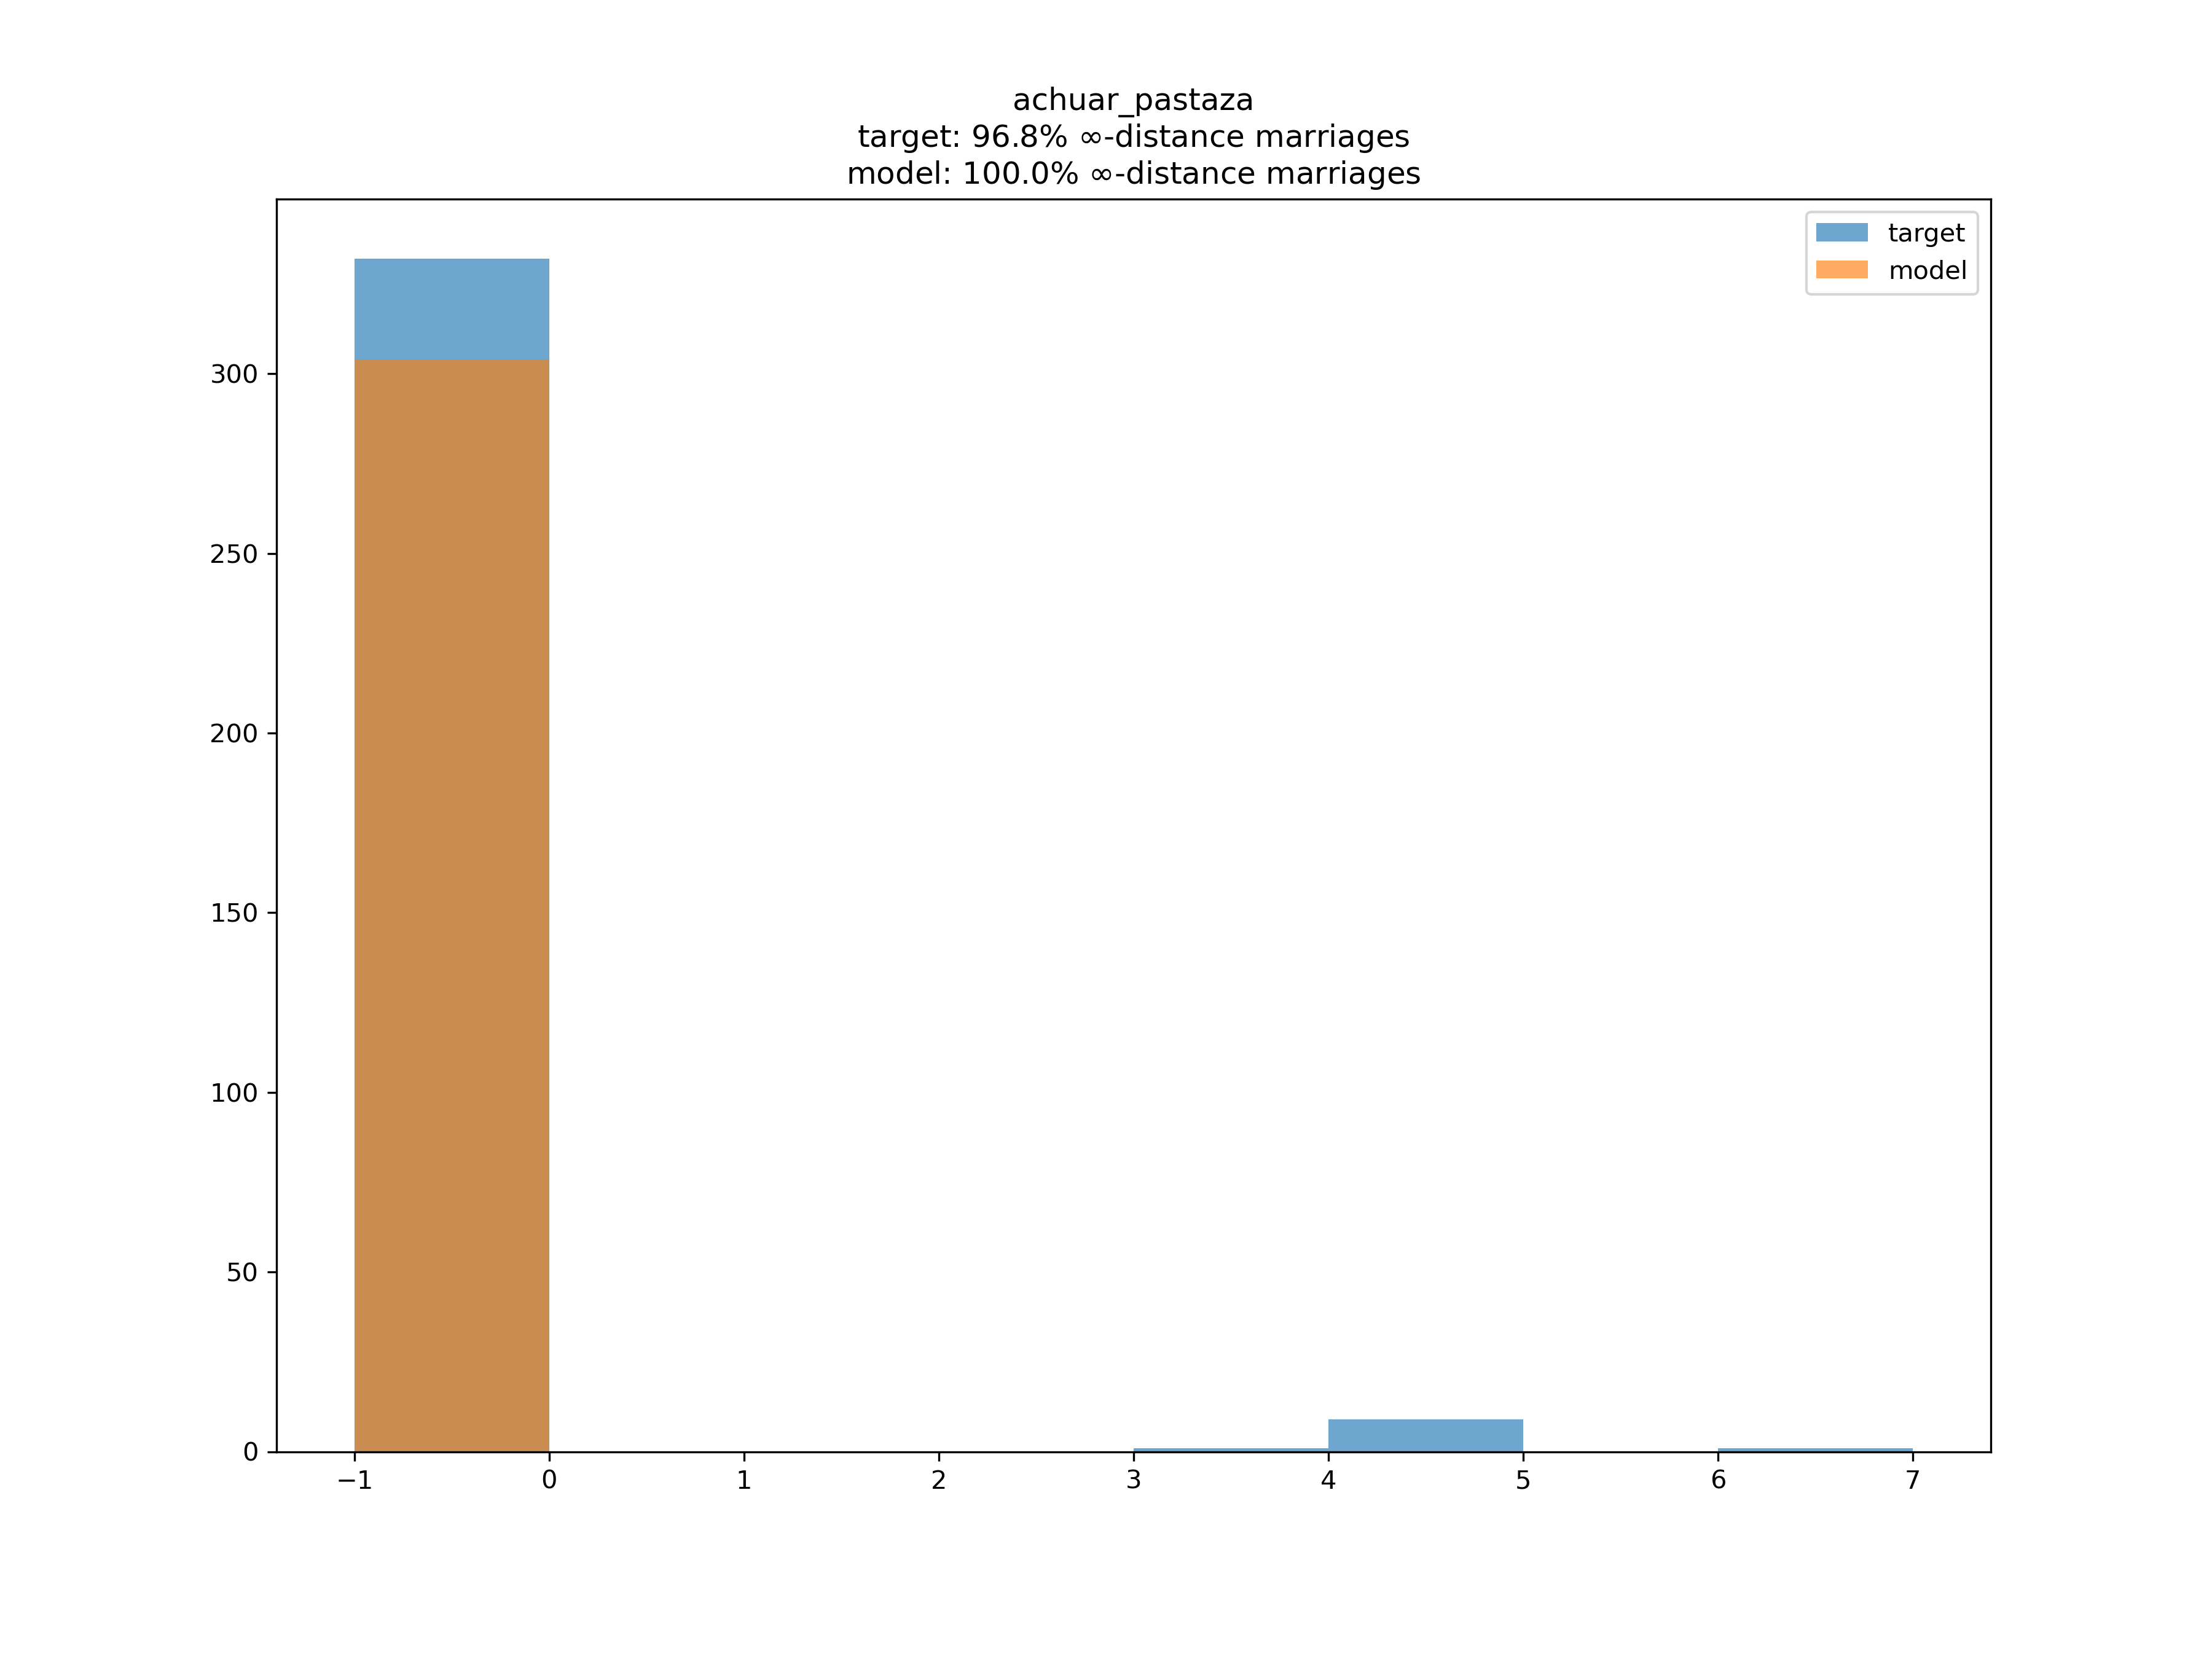 achuar_pastaza
target: 96.8% ∞-distance marriages
model: 100.0% ∞-distance marriages
target
model
300
250
200
150
100
50
0
−1 0 1 2 3 4 5 6 7